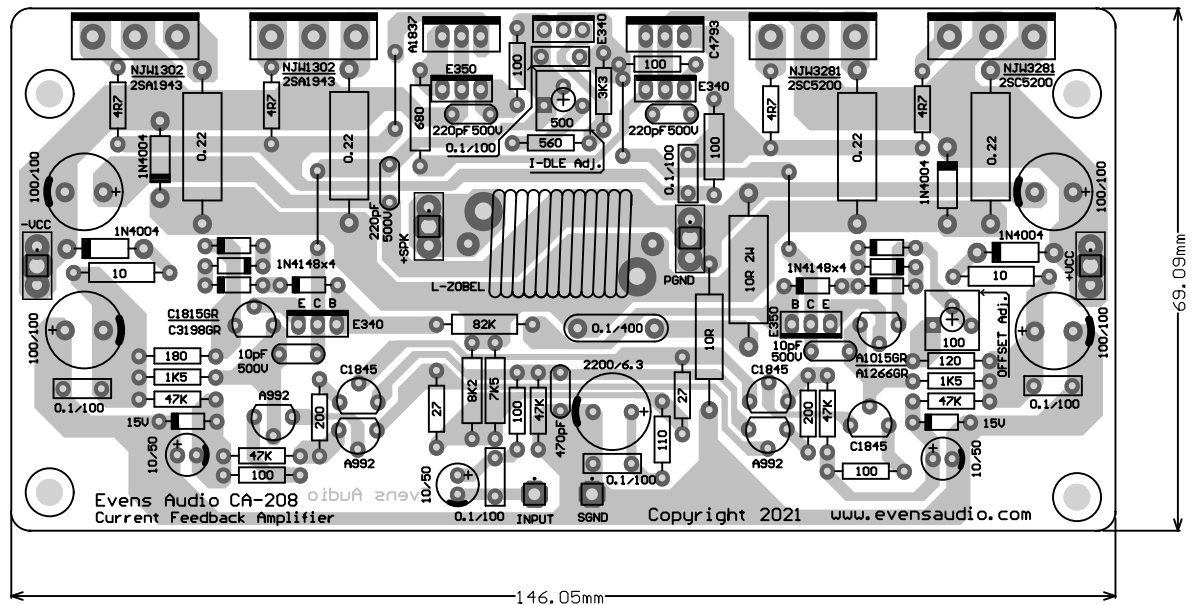 A1837
E340
C4793
100
100
NJW1302
2SA1943
NJW1302
2SA1943
E350
E340
NJW3281
2SC5200
NJW3281
2SC5200
4R7
4R7
680
3K3
500
4R7
4R7
0.22
0.22
220pF500V
220pF500V
0.22
0.22
0.1/100
560
I-DLE Adj.
0.1/100
100
1N4004
1N4004
100/100
+
220pF
500V
+
100/100
-VCC
1N4004
+SPK
10R 2W
1N4004
+VCC
10
1N4148x4
L-ZOBEL
PGND
1N4148x4
10
E C B
B C E
C1815GR
C3198GR
E340
82K
0.1/400
10R
E350
A1015GR
A1266GR
100
OFFSET Adj.
100/100
+
10pF
500V
10pF
500V
+
100/100
180
2200/6.3
120
1K5
C1845
8K2
7K5
27
C1845
1K5
47K
0.1/100
47K
0.1/100
A992
200
27
100
47K
+
200
47K
15V
470pF
110
C1845
15V
+
10/50
47K
A992
A992
+
10/50
100
+
10/50
0.1/100
100
Evens Audio CA-208
evens Audio
Current Feedback Amplifier
0.1/100
INPUT
SGND
Copyright 2021
www.evensaudio.com
69.09mm
146.05mm